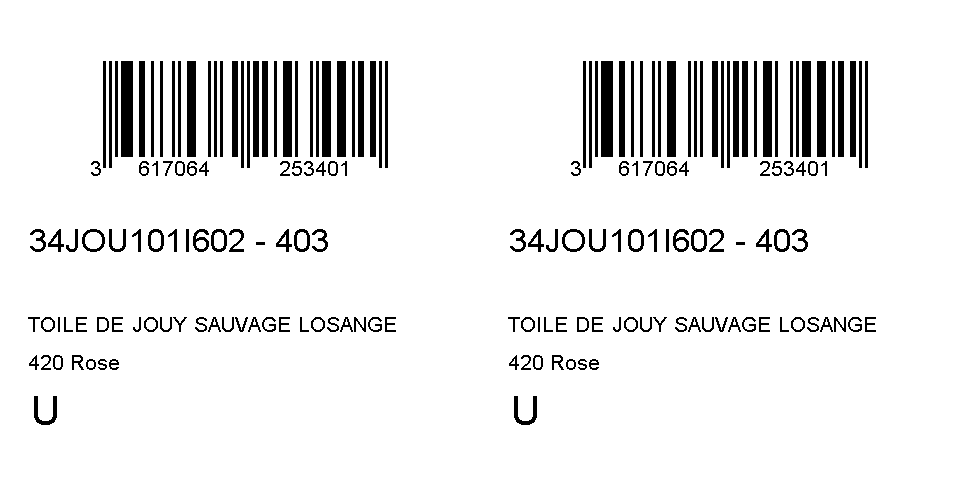 3 617064 253401
34JOU101I602 - 403
TOILE DE JOUY SAUVAGE LOSANGE
420 Rose
U
3 617064 253401
34JOU101I602 - 403
TOILE DE JOUY SAUVAGE LOSANGE
420 Rose
U